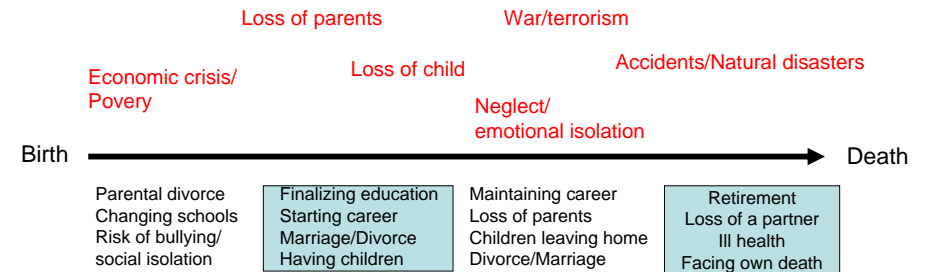 Loss of parents
War/terrorism
Economic crisis/
Povery
Loss of child
Accidents/Natural disasters
Neglect/
emotional isolation
Birth
Death
Parental divorce
Changing schools
Risk of bullying/
social isolation
Finalizing education
Starting career
Marriage/Divorce
Having children
Maintaining career
Loss of parents
Children leaving home
Divorce/Marriage
Retirement
Loss of a partner
Ill health
Facing own death